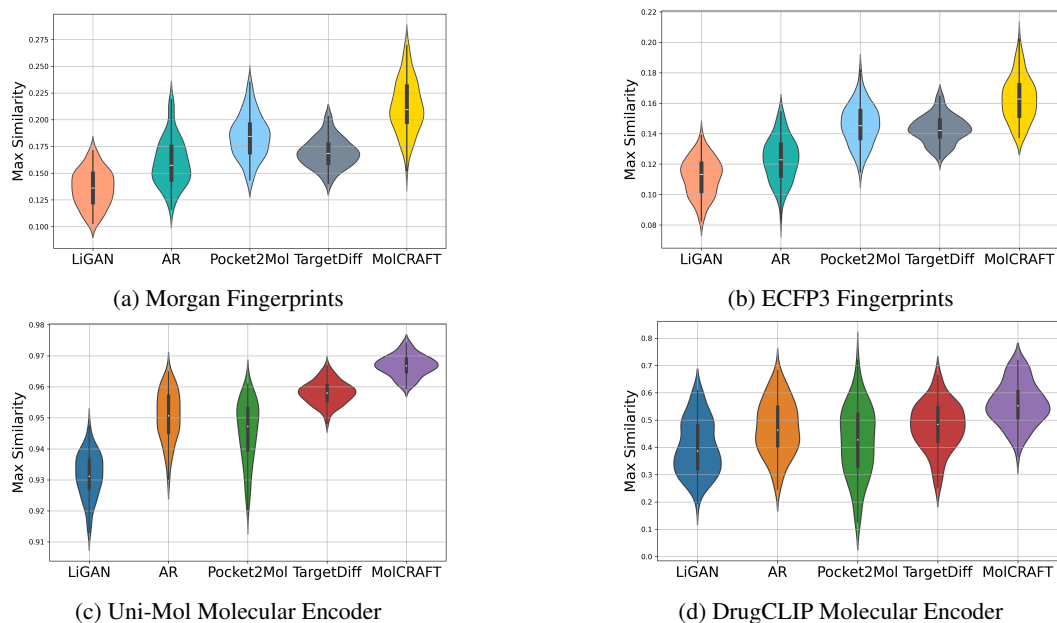 Max Similarity
0.275
0.250
0.225
0.200
0.175
0.150
0.125
0.100
LiGAN AR Pocket2Mol TargetDiff MolCRAFT
(a) Morgan Fingerprints
Max Similarity
0.22
0.20
0.18
0.16
0.14
0.12
0.10
0.08
LiGAN AR Pocket2Mol TargetDiff MolCRAFT
(b) ECFP3 Fingerprints
Max Similarity
0.98
0.97
0.96
0.95
0.94
0.93
0.92
0.91
LiGAN AR Pocket2Mol TargetDiff MolCRAFT
(c) Uni-Mol Molecular Encoder
Max Similarity
0.8
0.7
0.6
0.5
0.4
0.3
0.2
0.1
0.0
LiGAN AR Pocket2Mol TargetDiff MolCRAFT
(d) DrugCLIP Molecular Encoder